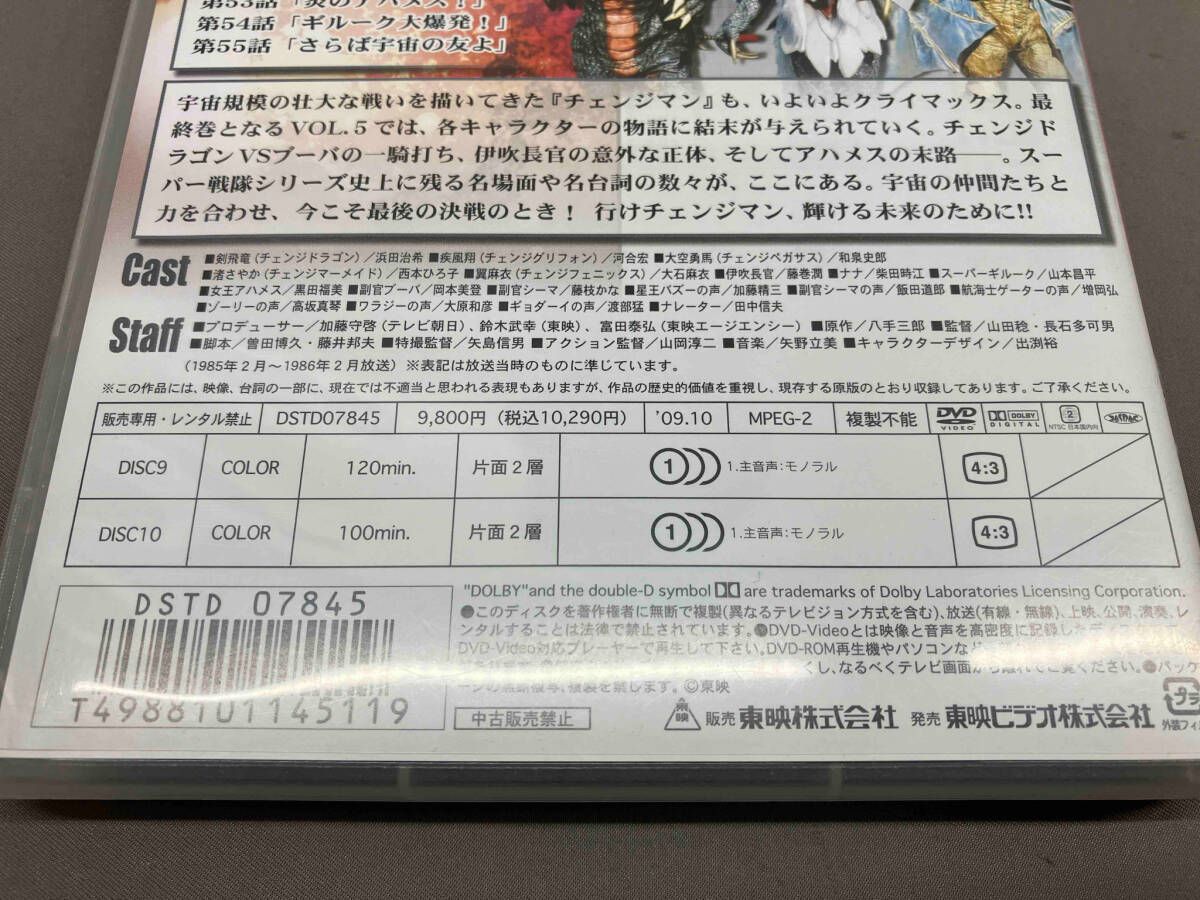 第53話「炎のアハメス!」
第54話「ギルーク大爆発!」
第55話「さらば宇宙の友よ」
宇宙規模の壮大な戦いを描いてきた『チェンジマン』も、いよいよクライマックス。最
終巻となるVOL.5では、各キャラクターの物語に結末が与えられていく。チェンジド
ラゴンVSブーバの一騎打ち、伊吹長官の意外な正体、そしてアハメスの末路――。スー
パー戦隊シリーズ史上に残る名場面や名台詞の数々が、ここにある。宇宙の仲間たちと
力を合わせ、今こそ最後の決戦のとき! 行けチェンジマン、輝ける未来のために!!
Cast
■剣飛竜(チェンジドラゴン)/浜田治希 ■疾風翔(チェンジグリフォン)/河合宏 ■大空勇馬(チェンジペガサス)/和泉史郎
■渚さやか(チェンジマーメイド)/西本ひろ子 ■翼麻衣(チェンジフェニックス)/大石麻衣 ■伊吹長官/藤巻潤 ■ナナ/柴田時江 ■スーパーギルーク/山本昌平
■女王アハメス/黒田福美 ■副官ブーバ/岡本美登 ■副官シーマ/藤枝かな ■星王バズーの声/加藤精三 ■副官シーマの声/飯田道郎 ■航海士ゲーターの声/増岡弘
■ゾーリーの声/高坂真琴 ■ワラジーの声/大原和彦 ■ギョダーイの声/渡部猛 ■ナレーター/田中信夫
Staff
■プロデューサー/加藤守啓(テレビ朝日)、鈴木武幸(東映)、富田泰弘(東映エージエンシー) ■原作/八手三郎 ■監督/山田稔・長石多可男
■脚本/曽田博久・藤井邦夫 ■特撮監督/矢島信男 ■アクション監督/山岡淳二 ■音楽/矢野立美 ■キャラクターデザイン/出渕裕
(1985年2月〜1986年2月放送) ※表記は放送当時のものに準じています。
※この作品には、映像、台詞の一部に、現在では不適当と思われる表現もありますが、作品の歴史的価値を重視し、現存する原版のとおり収録してあります。ご了承ください。
販売専用・レンタル禁止 DSTD07845 9,800円(税込10,290円) '09.10 MPEG-2 複製不能 DVD VIDEO DOLBY DIGITAL 2 NTSC 日本国内向
DISC9 COLOR 120min. 片面2層 1 1.主音声:モノラル 4:3
DISC10 COLOR 100min. 片面2層 1 1.主音声:モノラル 4:3
DSTD 07845
T4988101145119
"DOLBY"and the double-D symbol are trademarks of Dolby Laboratories Licensing Corporation.
●このディスクを著作権者に無断で複製(異なるテレビジョン方式を含む)、放送(有線・無線)、上映、公開、演奏、レ
ンタルすることは法律で禁止されています。●DVD-Videoとは映像と音声を高密度に記録したディス
DVD-Video対応プレーヤーで再生して下さい。DVD-ROM再生機やパソコンな
くし、なるべくテレビ画面から離れてご覧ください。●パッケ
ージの無断複写、複製を禁じます。©東映
中古販売禁止
東映 販売 東映株式会社 発売 東映ビデオ株式会社
プラ
外装フィル